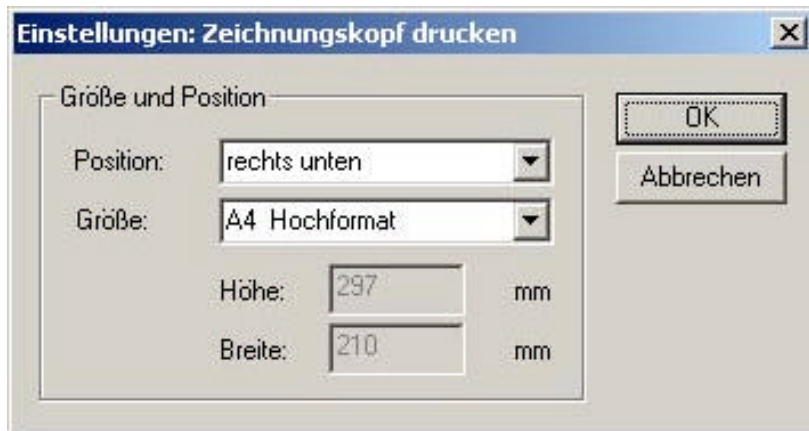 Einstellungen: Zeichnungskopf drucken
Größe und Position
Position: rechts unten
Größe: A4 Hochformat
Höhe: 297 mm
Breite: 210 mm
OK
Abbrechen